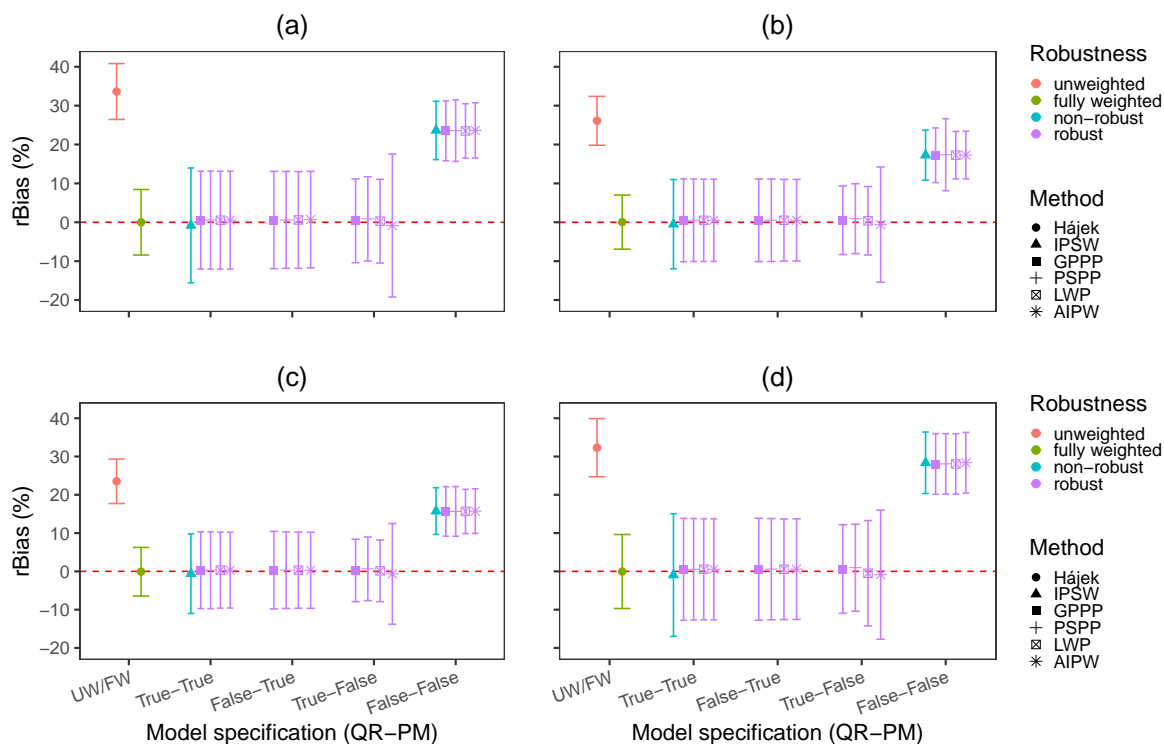 (a)
(b)
rBias (%)
40
30
20
10
0
−10
−20
Robustness
unweighted
fully weighted
non−robust
robust
Method
Hájek
IPSW
GPPP
PSPP
LWP
AIPW
(c)
(d)
rBias (%)
40
30
20
10
0
−10
−20
UW/FW
True−True
False−True
True−False
False−False
Model specification (QR−PM)
UW/FW
True−True
False−True
True−False
False−False
Model specification (QR−PM)
Robustness
unweighted
fully weighted
non−robust
robust
Method
Hájek
IPSW
GPPP
PSPP
LWP
AIPW